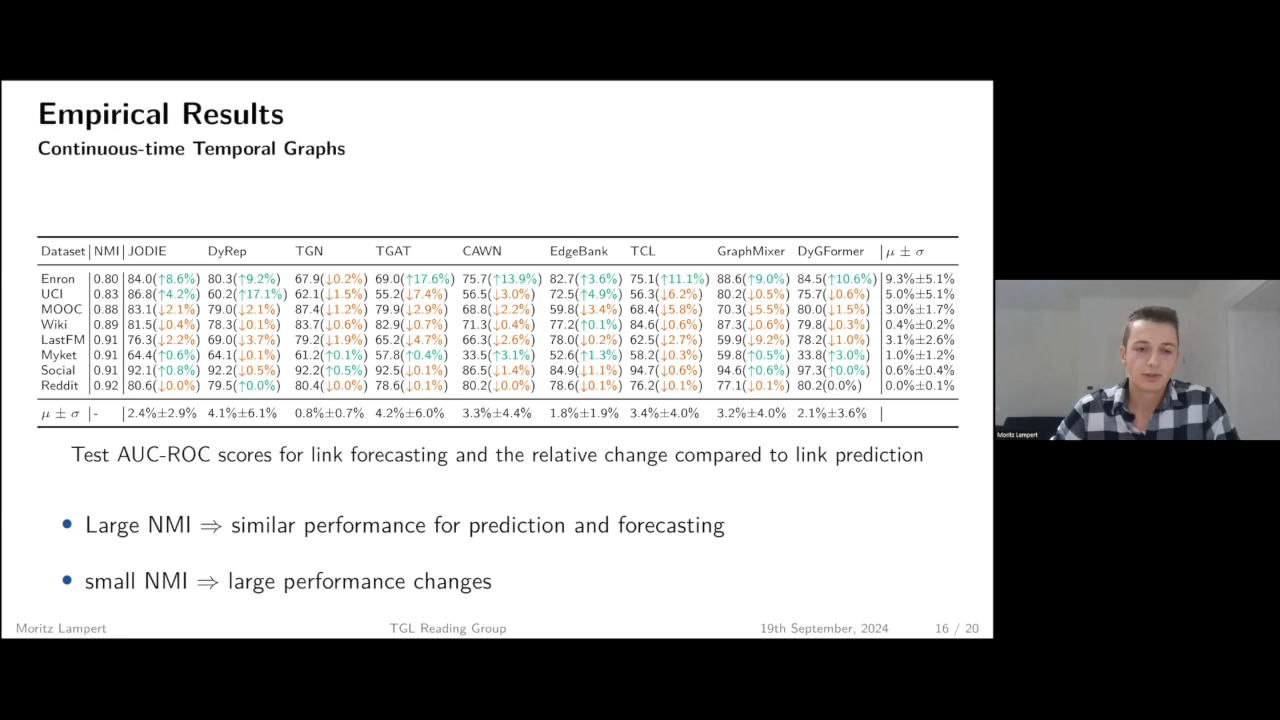 Empirical Results
Continuous-time Temporal Graphs
Dataset NMI JODIE DyRep TGN TGAT CAWN EdgeBank TCL GraphMixer DyGFormer μ ± σ
Enron 0.80 84.0(↑8.6%) 80.3(↑9.2%) 67.9(↓0.2%) 69.0(↑17.6%) 75.7(↑13.9%) 82.7(↑3.6%) 75.1(↑11.1%) 88.6(↑9.0%) 84.5(↑10.6%) 9.3%±5.1%
UCI 0.83 86.8(↑4.2%) 60.2(↑17.1%) 62.1(↓1.5%) 55.2(↓7.4%) 56.5(↓3.0%) 72.5(↑4.9%) 56.3(↓6.2%) 80.2(↓0.5%) 75.7(↓0.6%) 5.0%±5.1%
MOOC 0.88 83.1(↓2.1%) 79.0(↓2.1%) 87.4(↓1.2%) 79.9(↓2.9%) 68.8(↓2.2%) 59.8(↓3.4%) 68.4(↓5.8%) 70.3(↓5.5%) 80.0(↓1.5%) 3.0%±1.7%
Wiki 0.89 81.5(↓0.4%) 78.3(↓0.1%) 83.7(↓0.6%) 82.9(↓0.7%) 71.3(↓0.4%) 77.2(↑0.1%) 84.6(↓0.6%) 87.3(↓0.6%) 79.8(↓0.3%) 0.4%±0.2%
LastFM 0.91 76.3(↓2.2%) 69.0(↓3.7%) 79.2(↓1.9%) 65.2(↓4.7%) 66.3(↓2.6%) 78.0(↓0.2%) 62.5(↓2.7%) 59.9(↓9.2%) 78.2(↓1.0%) 3.1%±2.6%
Myket 0.91 64.4(↑0.6%) 64.1(↓0.1%) 61.2(↑0.1%) 57.8(↑0.4%) 33.5(↑3.1%) 52.6(↑1.3%) 58.2(↓0.3%) 59.8(↑0.5%) 33.8(↑3.0%) 1.0%±1.2%
Social 0.91 92.1(↑0.8%) 92.2(↓0.5%) 92.2(↑0.5%) 92.5(↓0.1%) 86.5(↓1.4%) 84.9(↓1.1%) 94.7(↓0.6%) 94.6(↑0.6%) 97.3(↑0.0%) 0.6%±0.4%
Reddit 0.92 80.6(↓0.0%) 79.5(↑0.0%) 80.4(↓0.0%) 78.6(↓0.1%) 80.2(↓0.0%) 78.6(↓0.1%) 76.2(↓0.1%) 77.1(↓0.1%) 80.2(0.0%) 0.0%±0.1%
μ ± σ - 2.4%±2.9% 4.1%±6.1% 0.8%±0.7% 4.2%±6.0% 3.3%±4.4% 1.8%±1.9% 3.4%±4.0% 3.2%±4.0% 2.1%±3.6%
Test AUC-ROC scores for link forecasting and the relative change compared to link prediction
• Large NMI ⇒ similar performance for prediction and forecasting
• small NMI ⇒ large performance changes
Moritz Lampert TGL Reading Group 19th September, 2024 16 / 20
Moritz Lampert